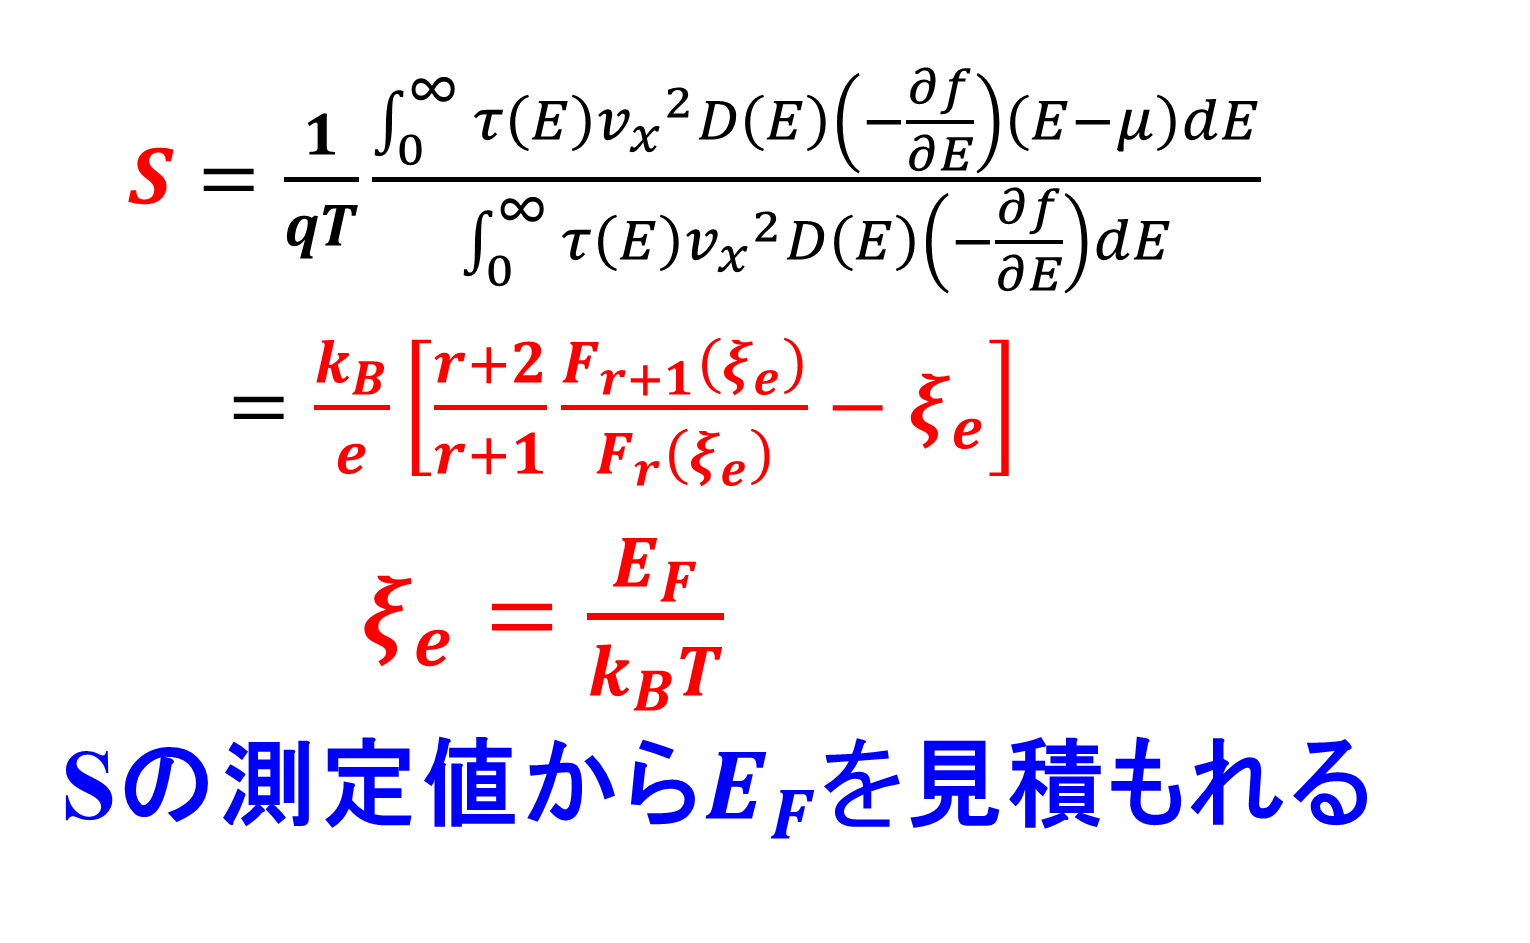 S = 1/(qT) ∫₀^∞ τ(E)vₓ²D(E)(−∂f/∂E)(E−μ)dE / ∫₀^∞ τ(E)vₓ²D(E)(−∂f/∂E)dE
= k_B/e [ (r+2)/(r+1) F_{r+1}(ξ_e)/F_r(ξ_e) − ξ_e ]
ξ_e = E_F/(k_B T)
Sの測定値からE_Fを見積もれる